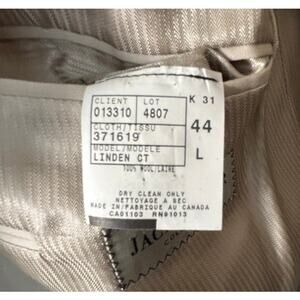 CLIENT LOT K 31
013310 4807
CLOTH/TISSU 44
371619
MODEL/MODELE
LINDEN CT L
100% WOOL/LAINE
DRY CLEAN ONLY
NETTOYAGE A SEC
MADE IN/FABRIQUE AU CANADA
CA01103 RN91013